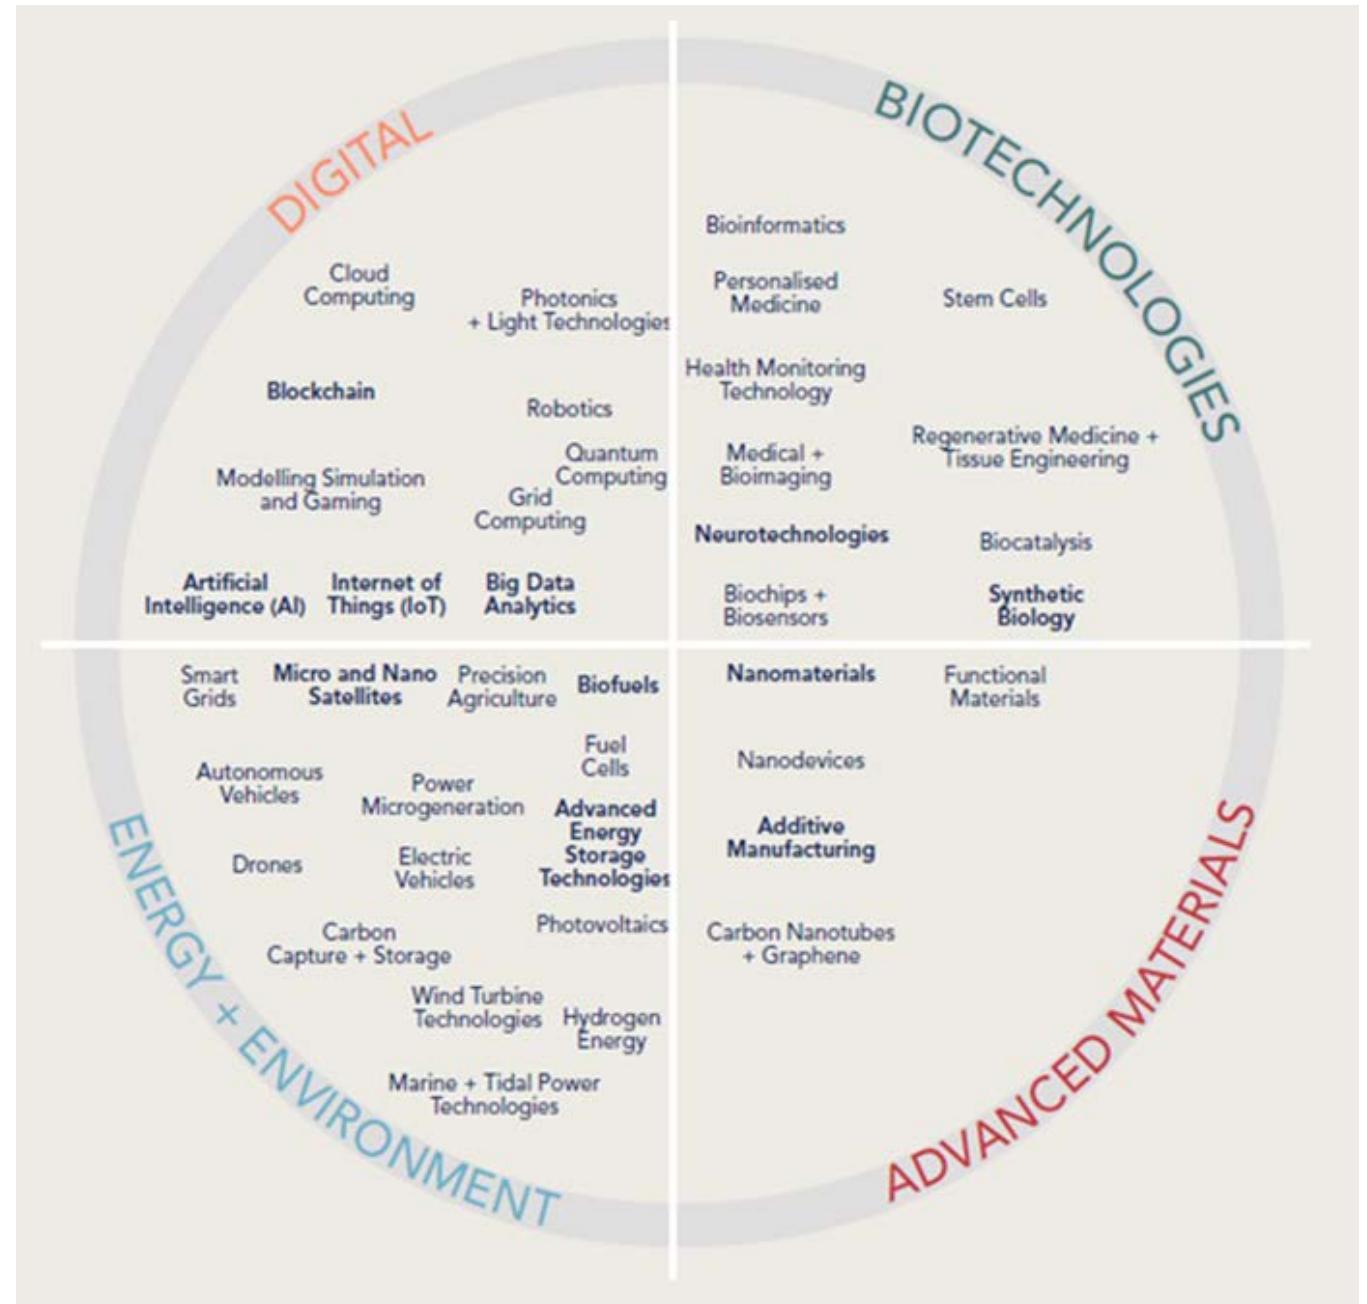 DIGITAL
Cloud
Computing
Photonics
+ Light Technologies
Blockchain
Robotics
Modelling Simulation
and Gaming
Quantum
Computing
Grid
Computing
Artificial
Intelligence (AI)
Internet of
Things (IoT)
Big Data
Analytics
BIOTECHNOLOGIES
Bioinformatics
Personalised
Medicine
Stem Cells
Health Monitoring
Technology
Regenerative Medicine +
Tissue Engineering
Medical +
Bioimaging
Neurotechnologies
Biocatalysis
Biochips +
Biosensors
Synthetic
Biology
Smart
Grids
Micro and Nano
Satellites
Precision
Agriculture
Biofuels
Fuel
Cells
Autonomous
Vehicles
Power
Microgeneration
Advanced
Energy
Storage
Technologies
Drones
Electric
Vehicles
Photovoltaics
Carbon
Capture + Storage
Wind Turbine
Technologies
Hydrogen
Energy
Marine + Tidal Power
Technologies
ENERGY + ENVIRONMENT
Nanomaterials
Functional
Materials
Nanodevices
Additive
Manufacturing
Carbon Nanotubes
+ Graphene
ADVANCED MATERIALS